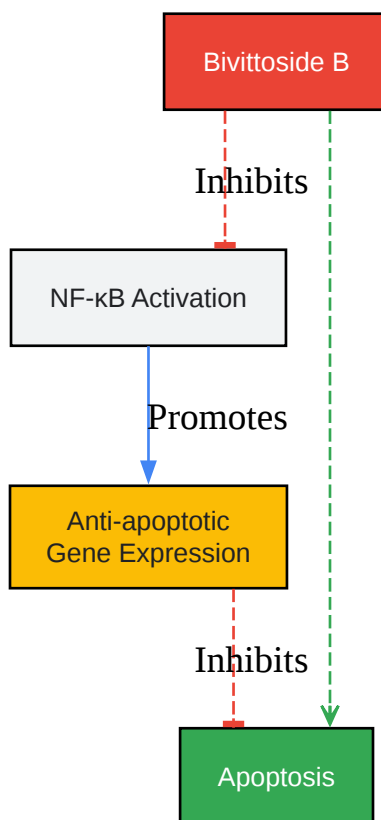 Bivittoside B
Inhibits
NF-κB Activation
Promotes
Anti-apoptotic
Gene Expression
Inhibits
Apoptosis